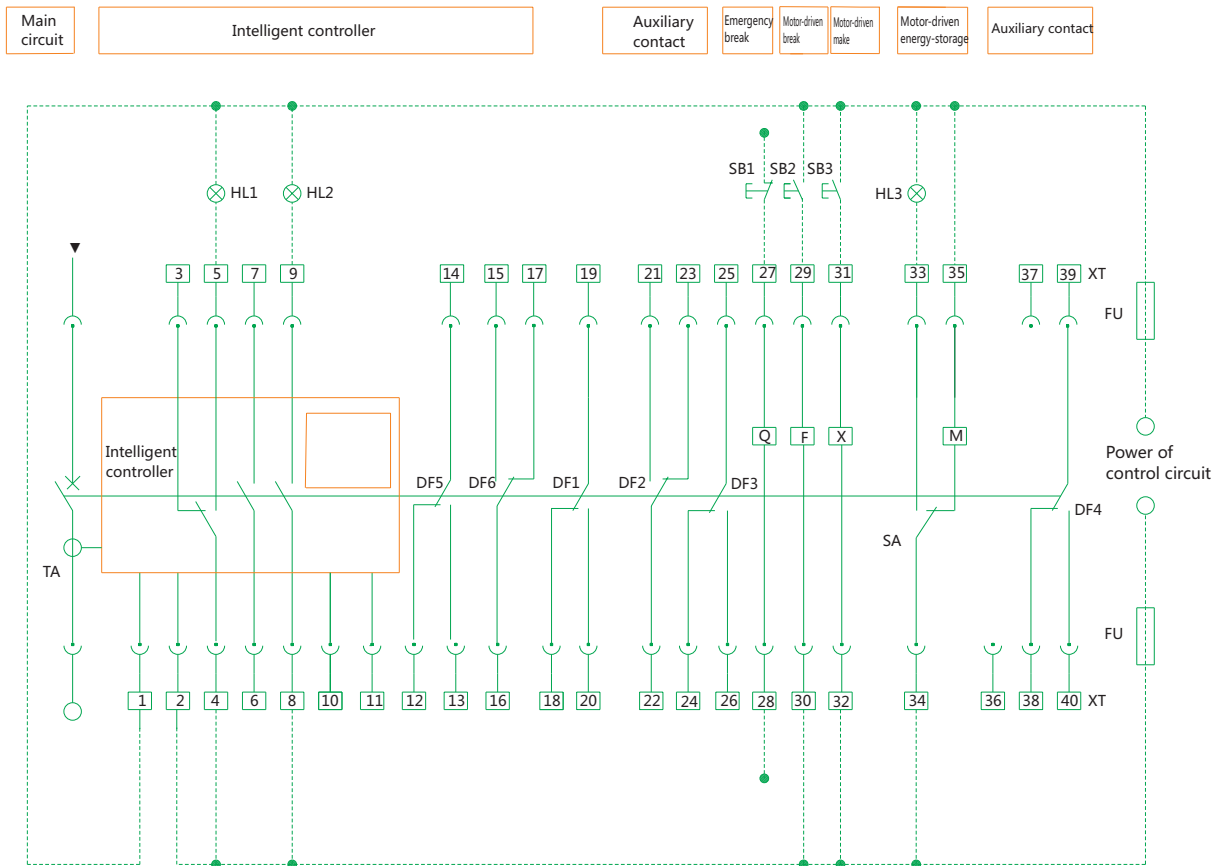 Main
circuit
Intelligent controller
Auxiliary
contact
Emergency
break
Motor-driven
break
Motor-driven
make
Motor-driven
energy-storage
Auxiliary contact
SB1 SB2 SB3
HL1 HL2 HL3
3 5 7 9 14 15 17 19 21 23 25 27 29 31 33 35 37 39 XT
FU
Q F X M
Intelligent
controller
Power of
control circuit
DF5 DF6 DF1 DF2 DF3 DF4
SA
TA
FU
1 2 4 6 8 10 11 12 13 16 18 20 22 24 26 28 30 32 34 36 38 40 XT